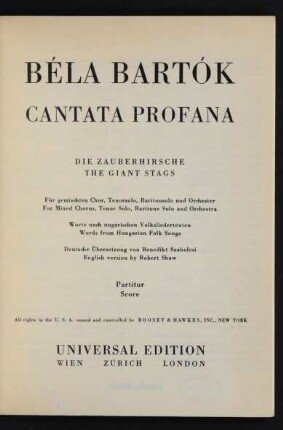 BÉLA BARTÓK
CANTATA PROFANA
DIE ZAUBERHIRSCHE
THE GIANT STAGS
Für gemischten Chor, Tenorsolo, Baritonsolo und Orchester
For Mixed Chorus, Tenor Solo, Baritone Solo and Orchestra
Worte nach ungarischen Volksliedertexten
Words from Hungarian Folk Songs
Deutsche Übersetzung von Benedikt Szabolcsi
English version by Robert Shaw
Partitur
Score
All rights in the U. S. A. owned and controlled by BOOSEY & HAWKES, INC., NEW YORK
UNIVERSAL EDITION
WIEN ZÜRICH LONDON